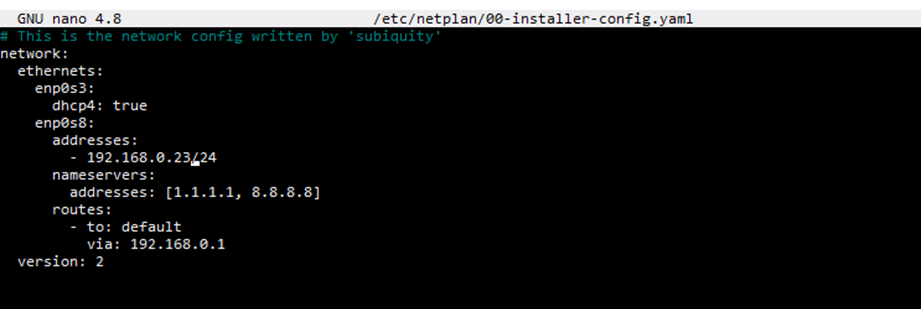 GNU nano 4.8 /etc/netplan/00-installer-config.yaml
# This is the network config written by 'subiquity'
network:
  ethernets:
    enp0s3:
      dhcp4: true
    enp0s8:
      addresses:
        - 192.168.0.23/24
      nameservers:
        addresses: [1.1.1.1, 8.8.8.8]
      routes:
        - to: default
          via: 192.168.0.1
  version: 2